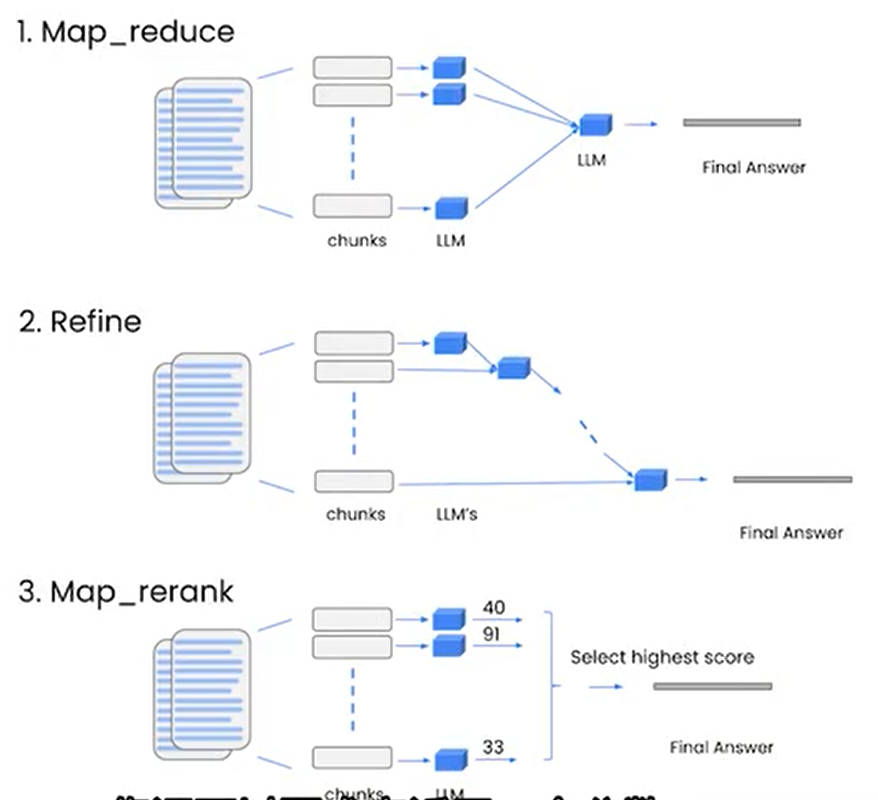 1. Map_reduce
LLM
Final Answer
chunks LLM
2. Refine
chunks LLM's
Final Answer
3. Map_rerank
40
91
Select highest score
33
Final Answer
chunks LLM